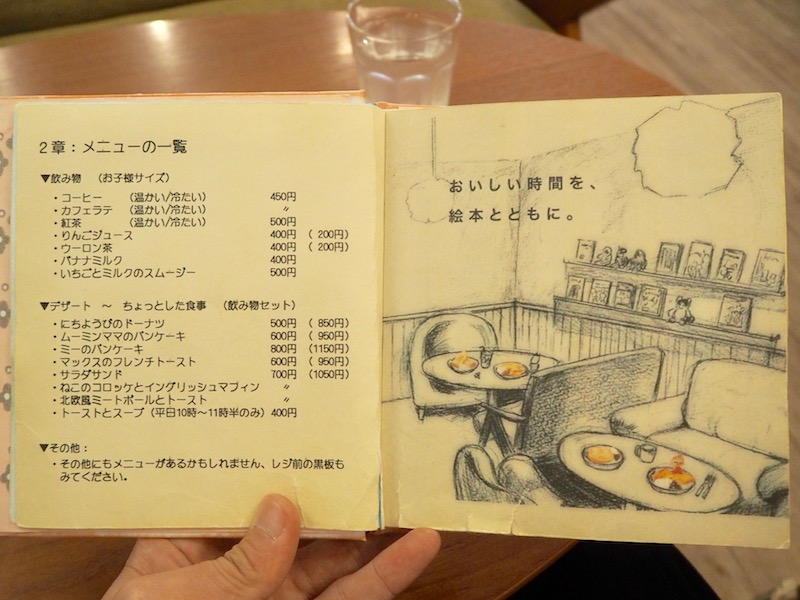 2章：メニューの一覧
▼飲み物　（お子様サイズ）
・コーヒー　（温かい/冷たい）　450円
・カフェラテ　（温かい/冷たい）　〃
・紅茶　（温かい/冷たい）　500円
・りんごジュース　400円　（ 200円）
・ウーロン茶　400円　（ 200円）
・バナナミルク　400円
・いちごとミルクのスムージー　500円
▼デザート　～　ちょっとした食事　（飲み物セット）
・にちようびのドーナツ　500円　（ 850円）
・ムーミンママのパンケーキ　600円　（ 950円）
・ミーのパンケーキ　800円　（1150円）
・マックスのフレンチトースト　600円　（ 950円）
・サラダサンド　700円　（1050円）
・ねこのコロッケとイングリッシュマフィン　〃
・北欧風ミートボールとトースト　〃
・トーストとスープ（平日10時～11時半のみ）400円
▼その他：
・その他にもメニューがあるかもしれません、レジ前の黒板も
みてください。
おいしい時間を、
絵本とともに。